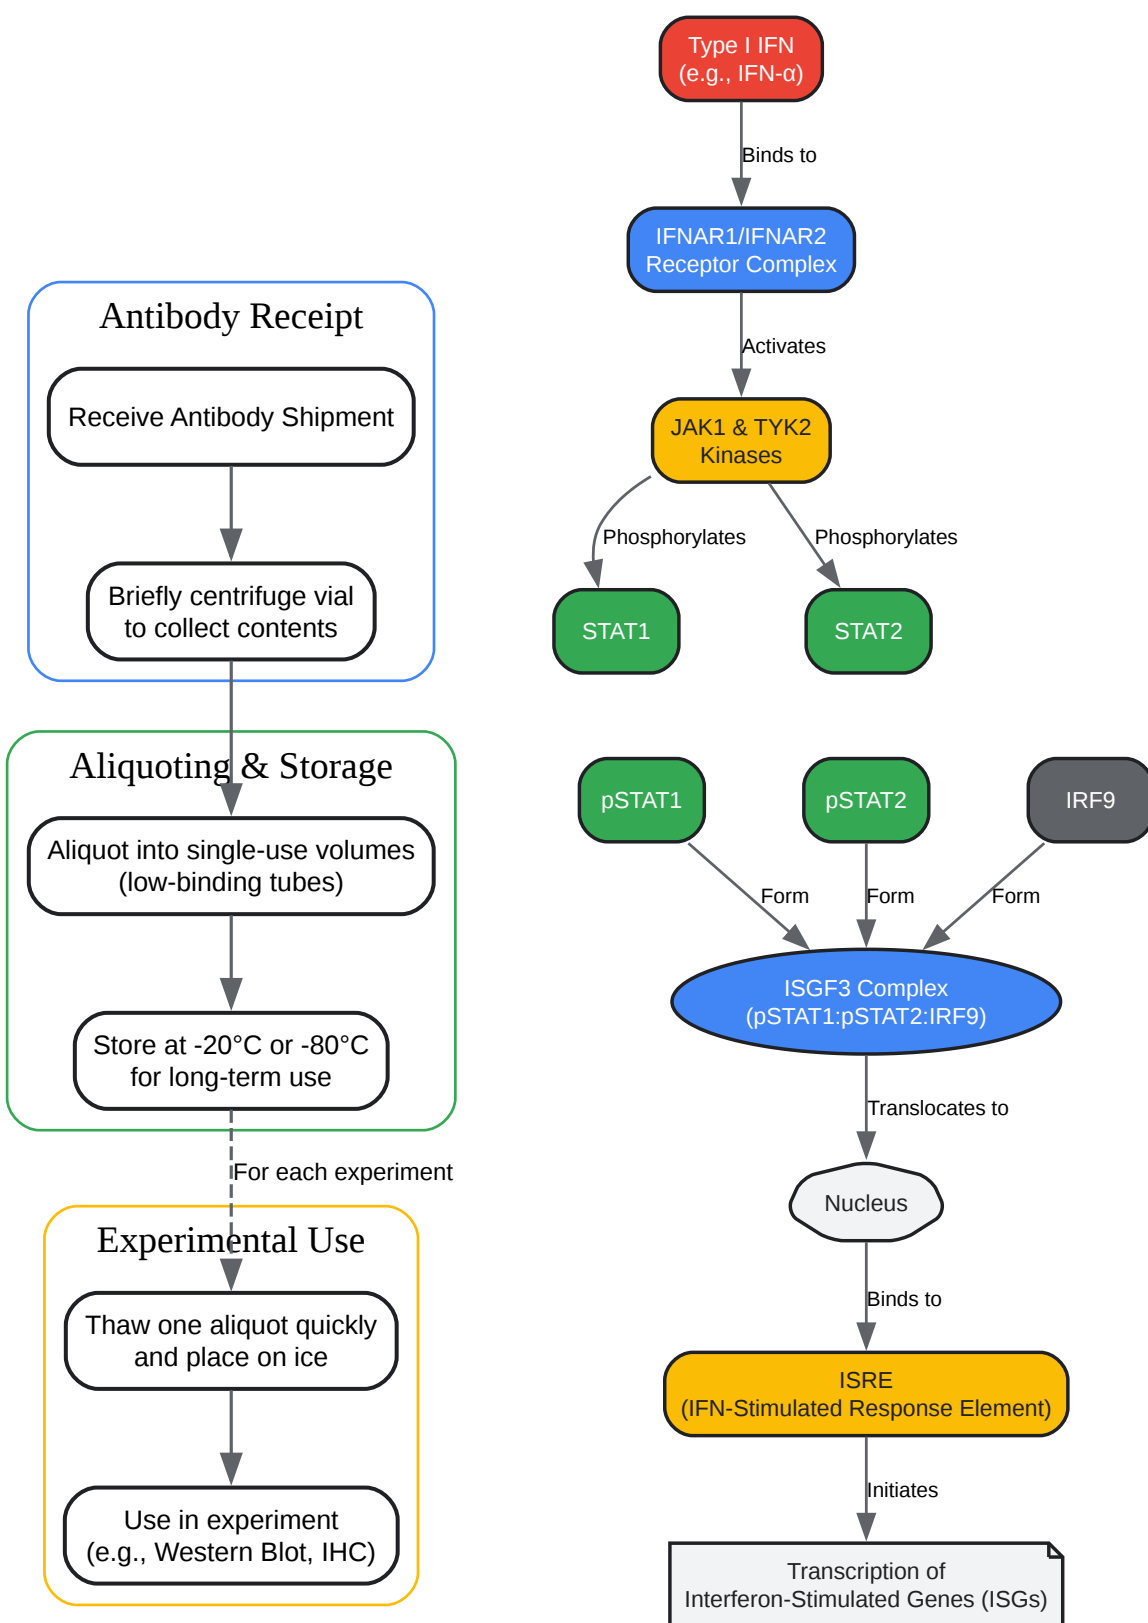 Antibody Receipt
Receive Antibody Shipment
Briefly centrifuge vial
to collect contents
Aliquoting & Storage
Aliquot into single-use volumes
(low-binding tubes)
Store at -20°C or -80°C
for long-term use
For each experiment
Experimental Use
Thaw one aliquot quickly
and place on ice
Use in experiment
(e.g., Western Blot, IHC)
Type I IFN
(e.g., IFN-α)
Binds to
IFNAR1/IFNAR2
Receptor Complex
Activates
JAK1 & TYK2
Kinases
Phosphorylates
Phosphorylates
STAT1
STAT2
pSTAT1
pSTAT2
IRF9
Form
Form
Form
ISGF3 Complex
(pSTAT1:pSTAT2:IRF9)
Translocates to
Nucleus
Binds to
ISRE
(IFN-Stimulated Response Element)
Initiates
Transcription of
Interferon-Stimulated Genes (ISGs)